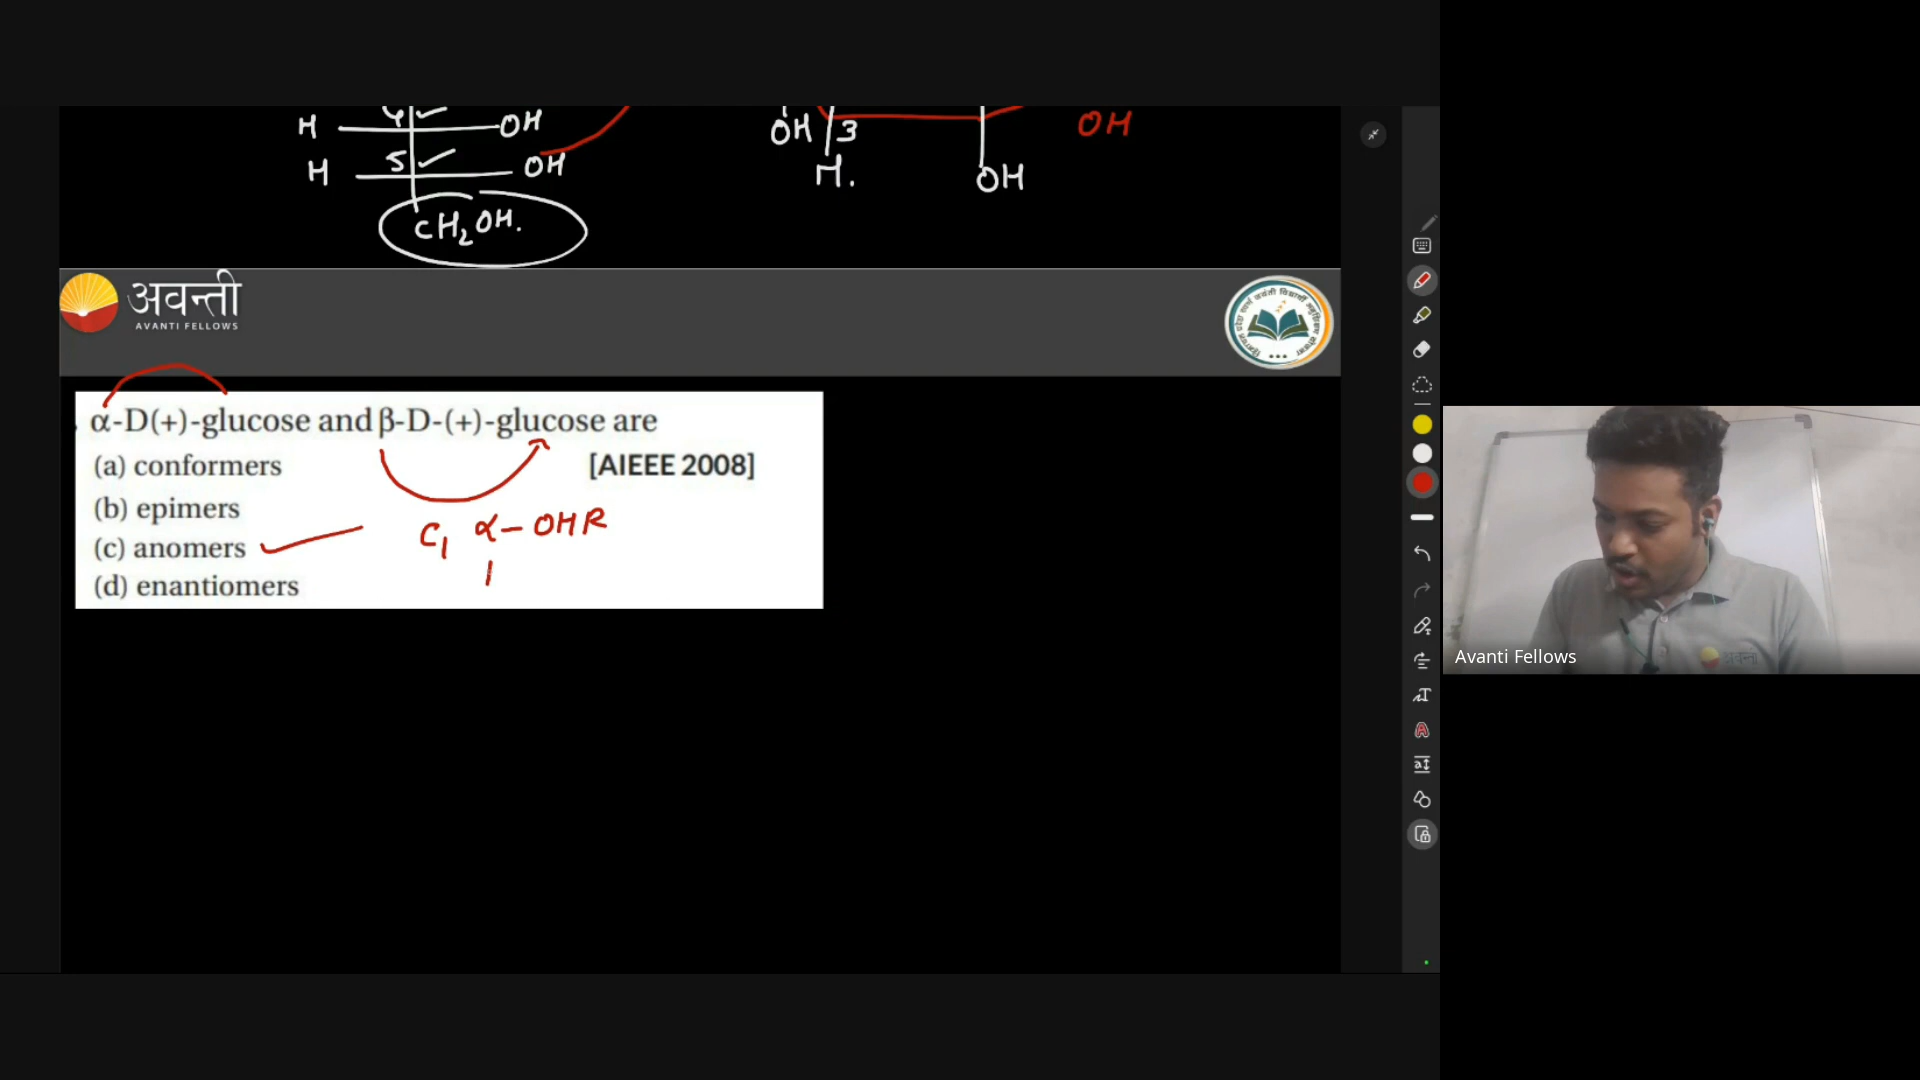 4
H OH
5
H OH
CH2OH.
OH 3
H.
OH
OH
अवन्ती
AVANTI FELLOWS
α-D(+)-glucose and β-D-(+)-glucose are
(a) conformers [AIEEE 2008]
(b) epimers
(c) anomers
(d) enantiomers
C1 α-OHR
Avanti Fellows